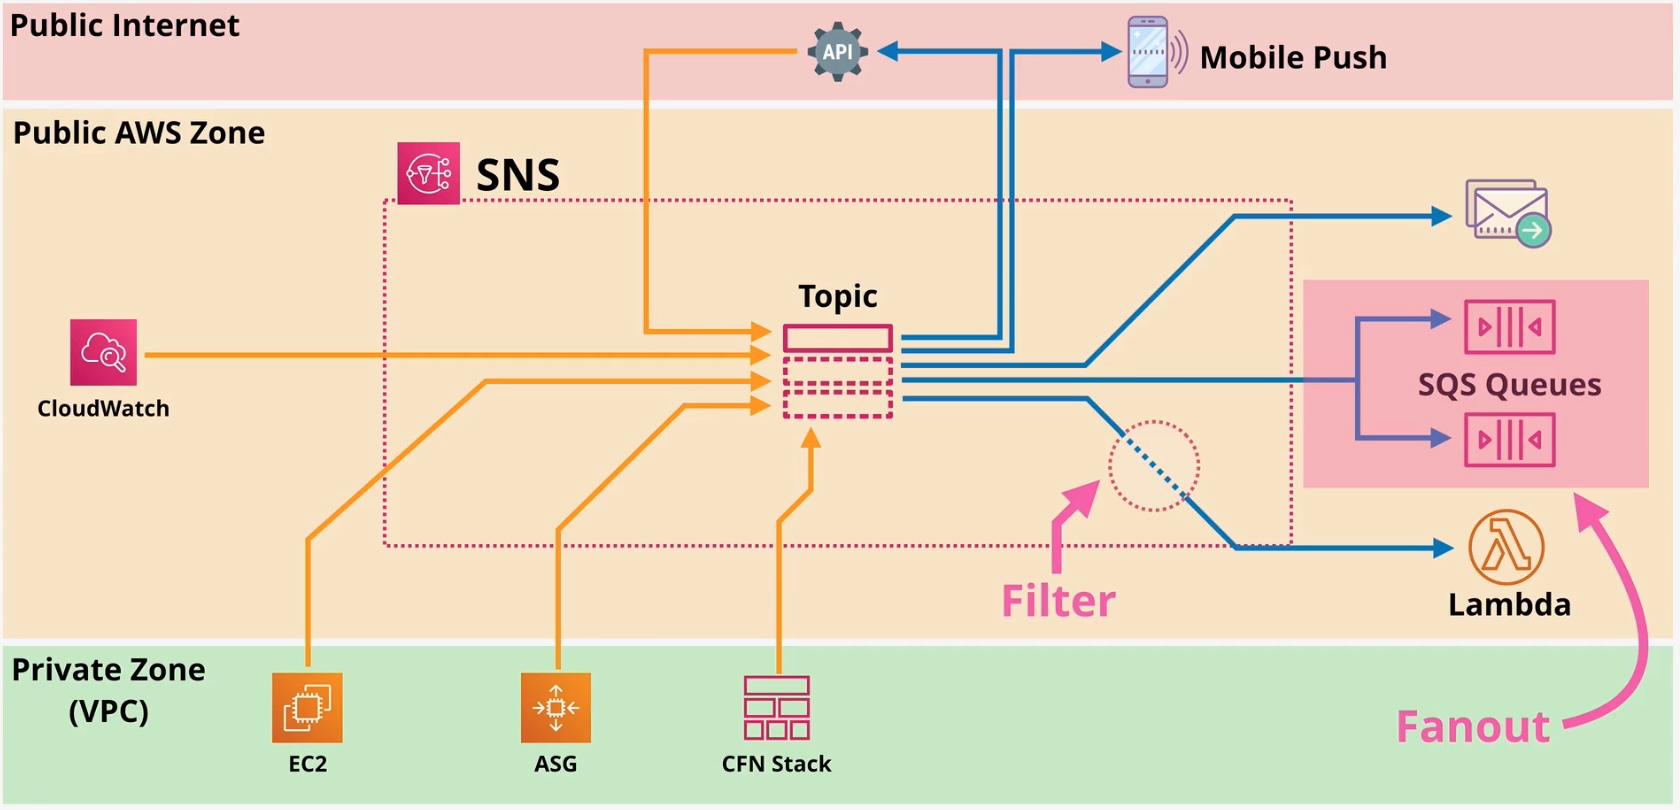 Public Internet
API
Mobile Push
Public AWS Zone
SNS
Topic
CloudWatch
SQS Queues
Filter
Lambda
Private Zone
(VPC)
Fanout
EC2
ASG
CFN Stack